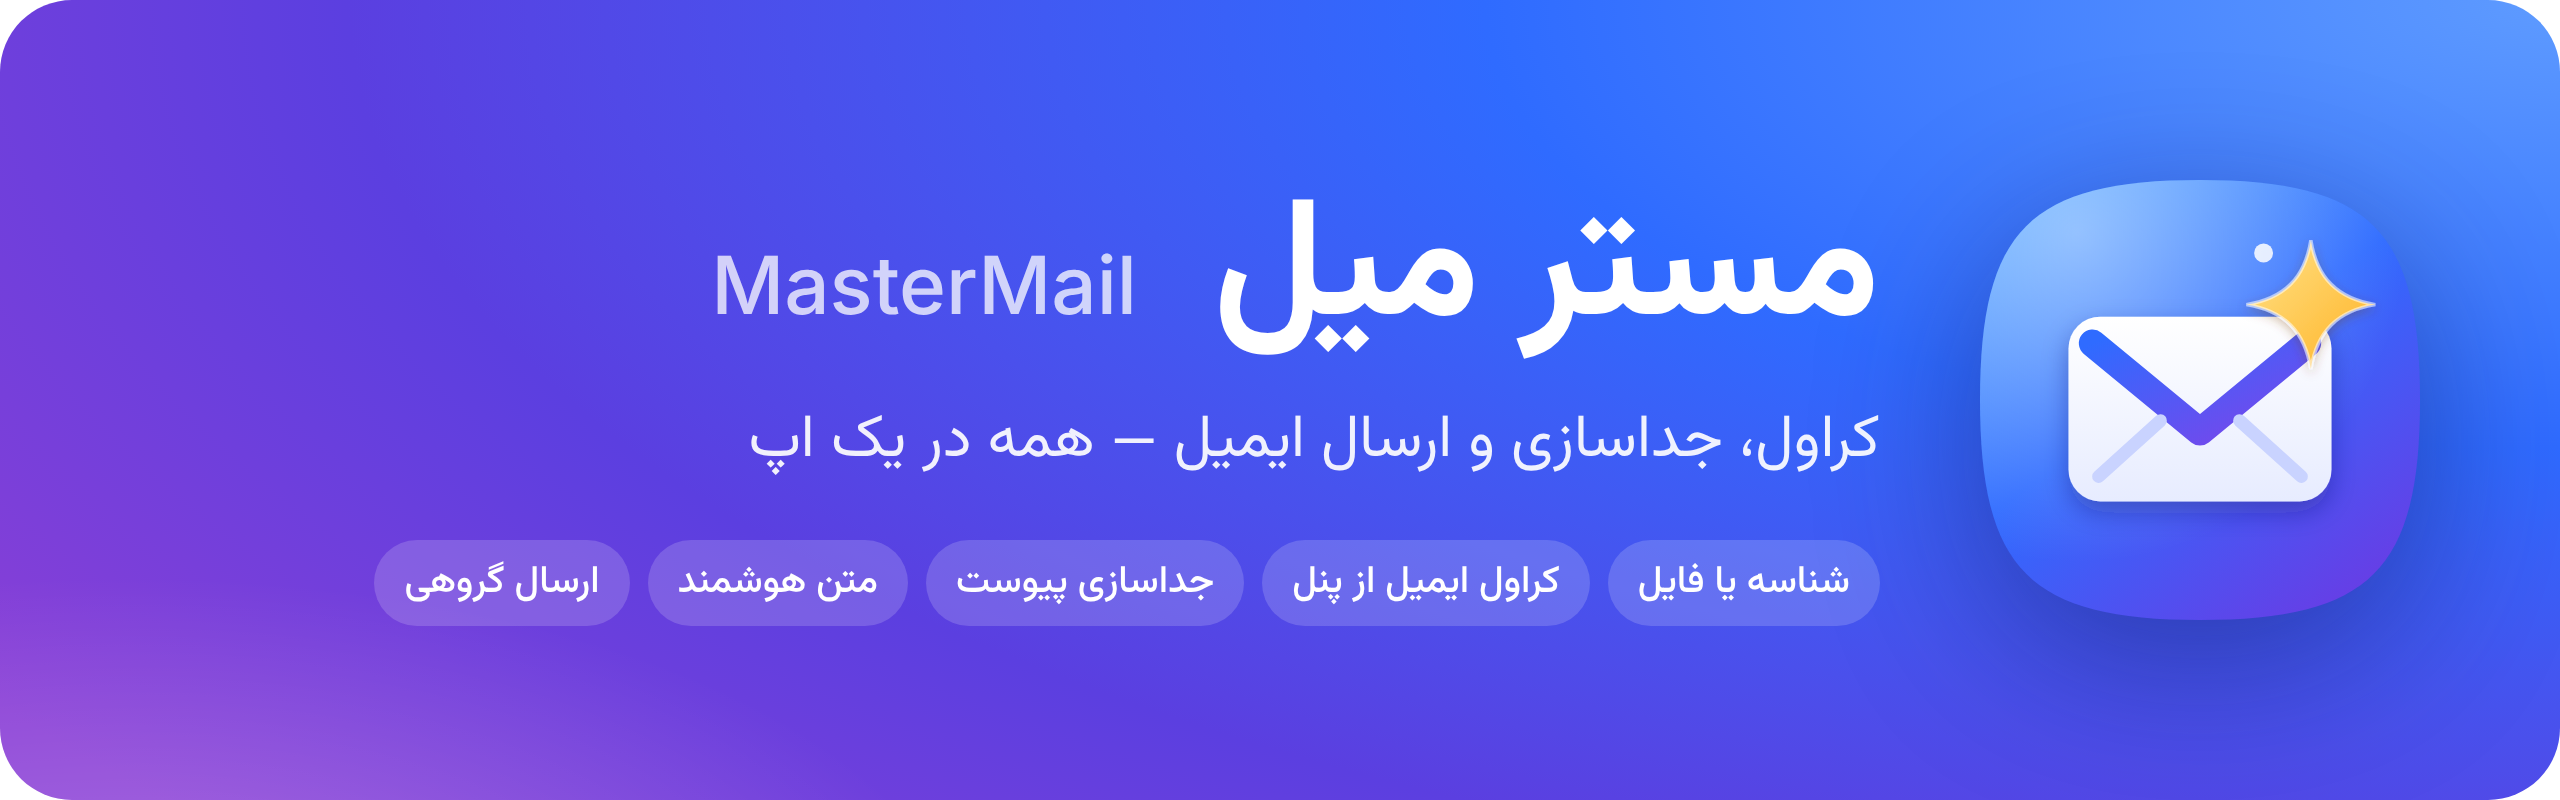 مستر میل MasterMail
کراول، جداسازی و ارسال ایمیل — همه در یک اپ
شناسه یا فایل کراول ایمیل از پنل جداسازی پیوست متن هوشمند ارسال گروهی